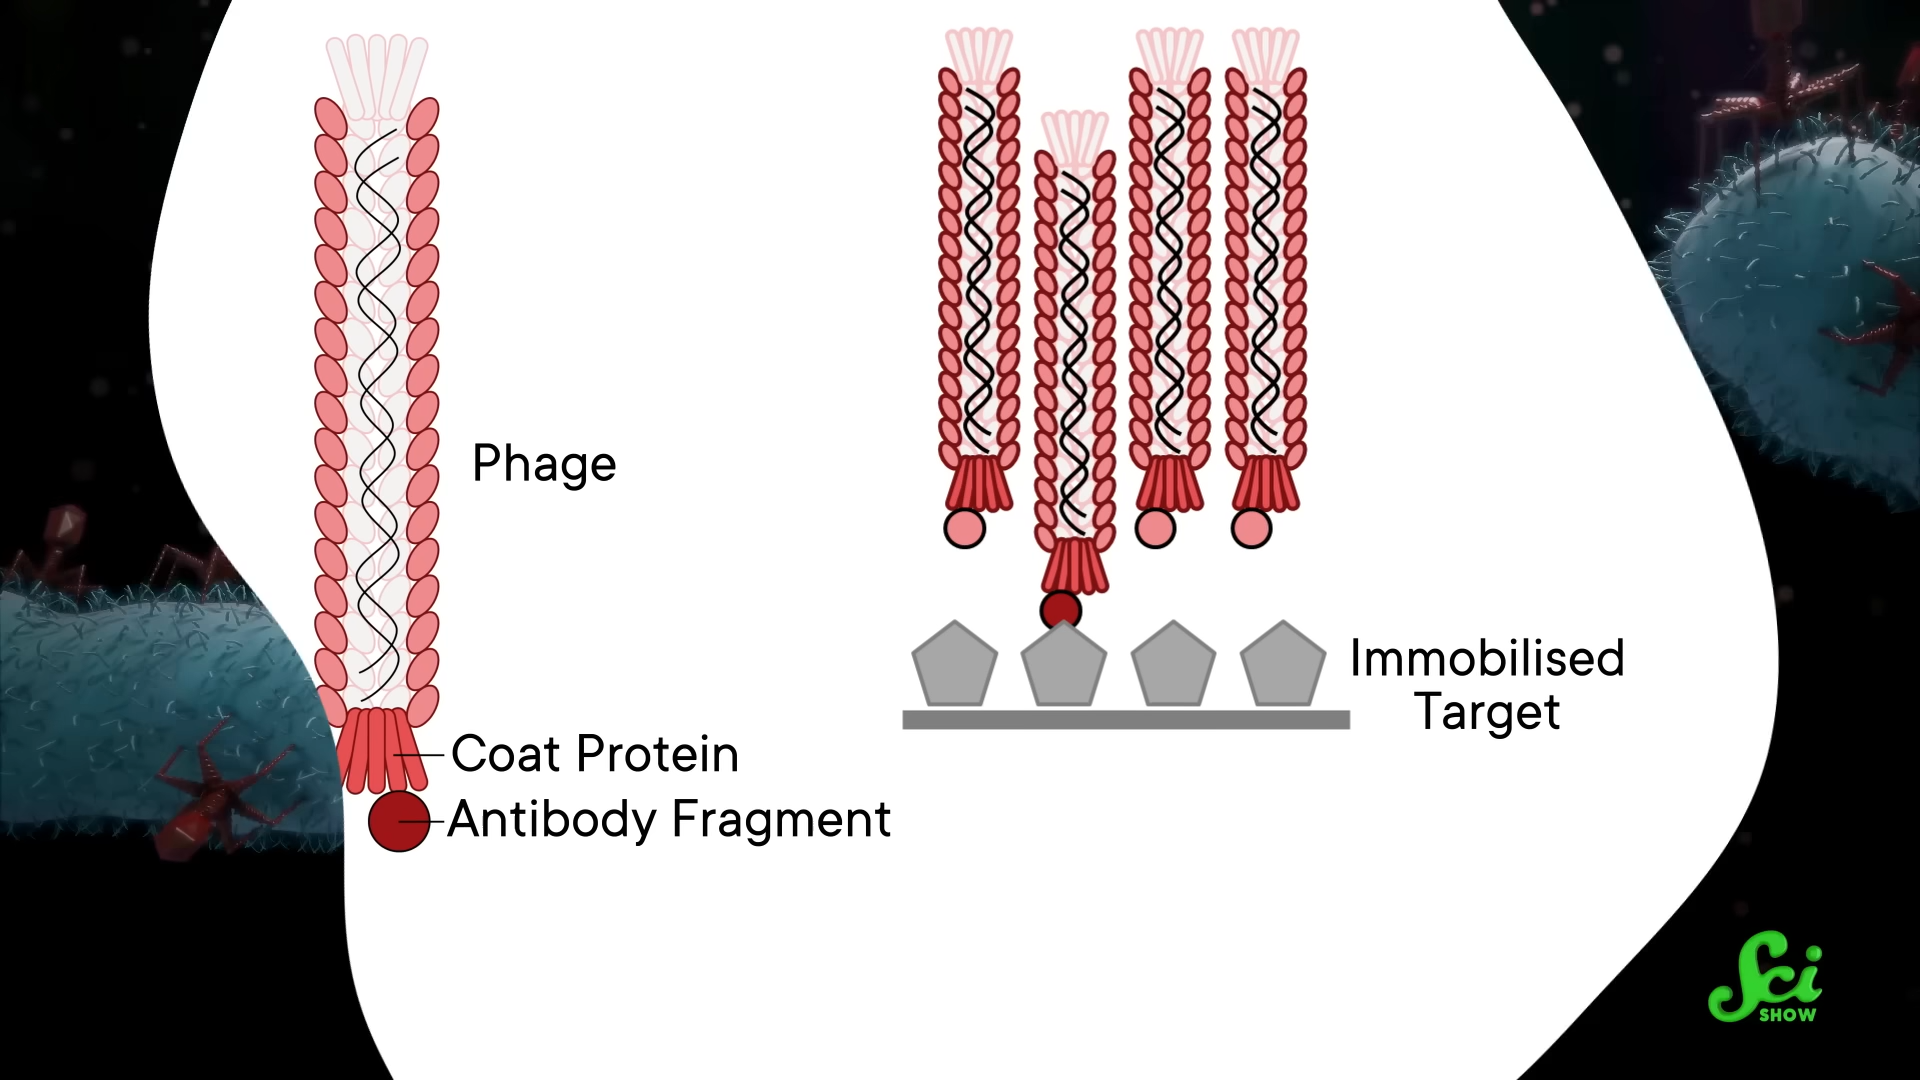 Phage
Coat Protein
Antibody Fragment
Immobilised
Target
Sci
SHOW